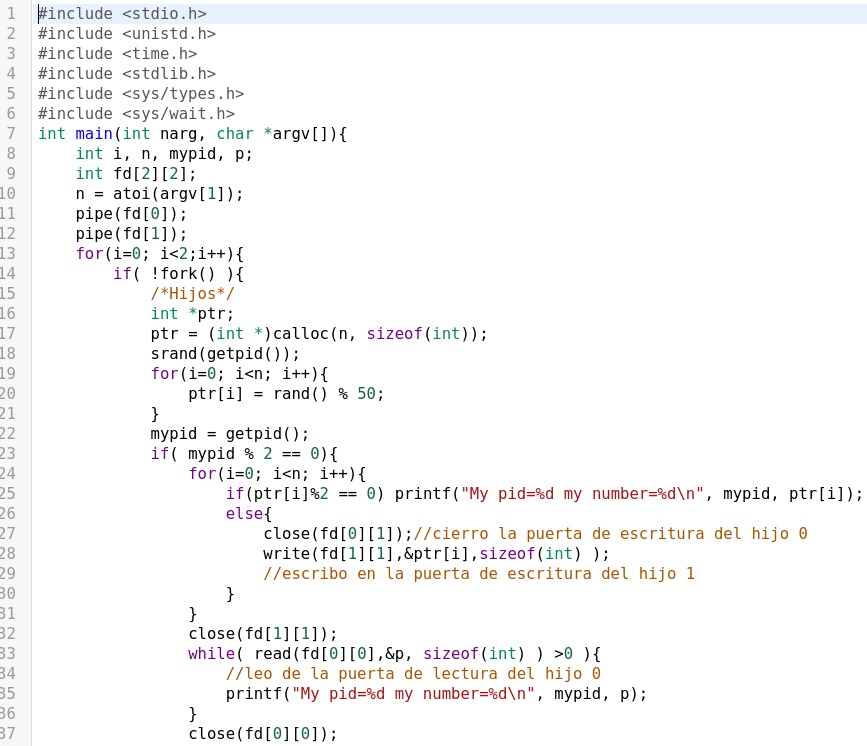 1 #include <stdio.h>
2 #include <unistd.h>
3 #include <time.h>
4 #include <stdlib.h>
5 #include <sys/types.h>
6 #include <sys/wait.h>
7 int main(int narg, char *argv[]){
8     int i, n, mypid, p;
9     int fd[2][2];
10     n = atoi(argv[1]);
11     pipe(fd[0]);
12     pipe(fd[1]);
13     for(i=0; i<2;i++){
14         if( !fork() ){
15             /*Hijos*/
16             int *ptr;
17             ptr = (int *)calloc(n, sizeof(int));
18             srand(getpid());
19             for(i=0; i<n; i++){
20                 ptr[i] = rand() % 50;
21             }
22             mypid = getpid();
23             if( mypid % 2 == 0){
24                 for(i=0; i<n; i++){
25                     if(ptr[i]%2 == 0) printf("My pid=%d my number=%d\n", mypid, ptr[i]);
26                     else{
27                         close(fd[0][1]);//cierro la puerta de escritura del hijo 0
28                         write(fd[1][1],&ptr[i],sizeof(int) );
29                         //escribo en la puerta de escritura del hijo 1
30                     }
31                 }
32                 close(fd[1][1]);
33                 while( read(fd[0][0],&p, sizeof(int) ) >0 ){
34                     //leo de la puerta de lectura del hijo 0
35                     printf("My pid=%d my number=%d\n", mypid, p);
36                 }
37                 close(fd[0][0]);